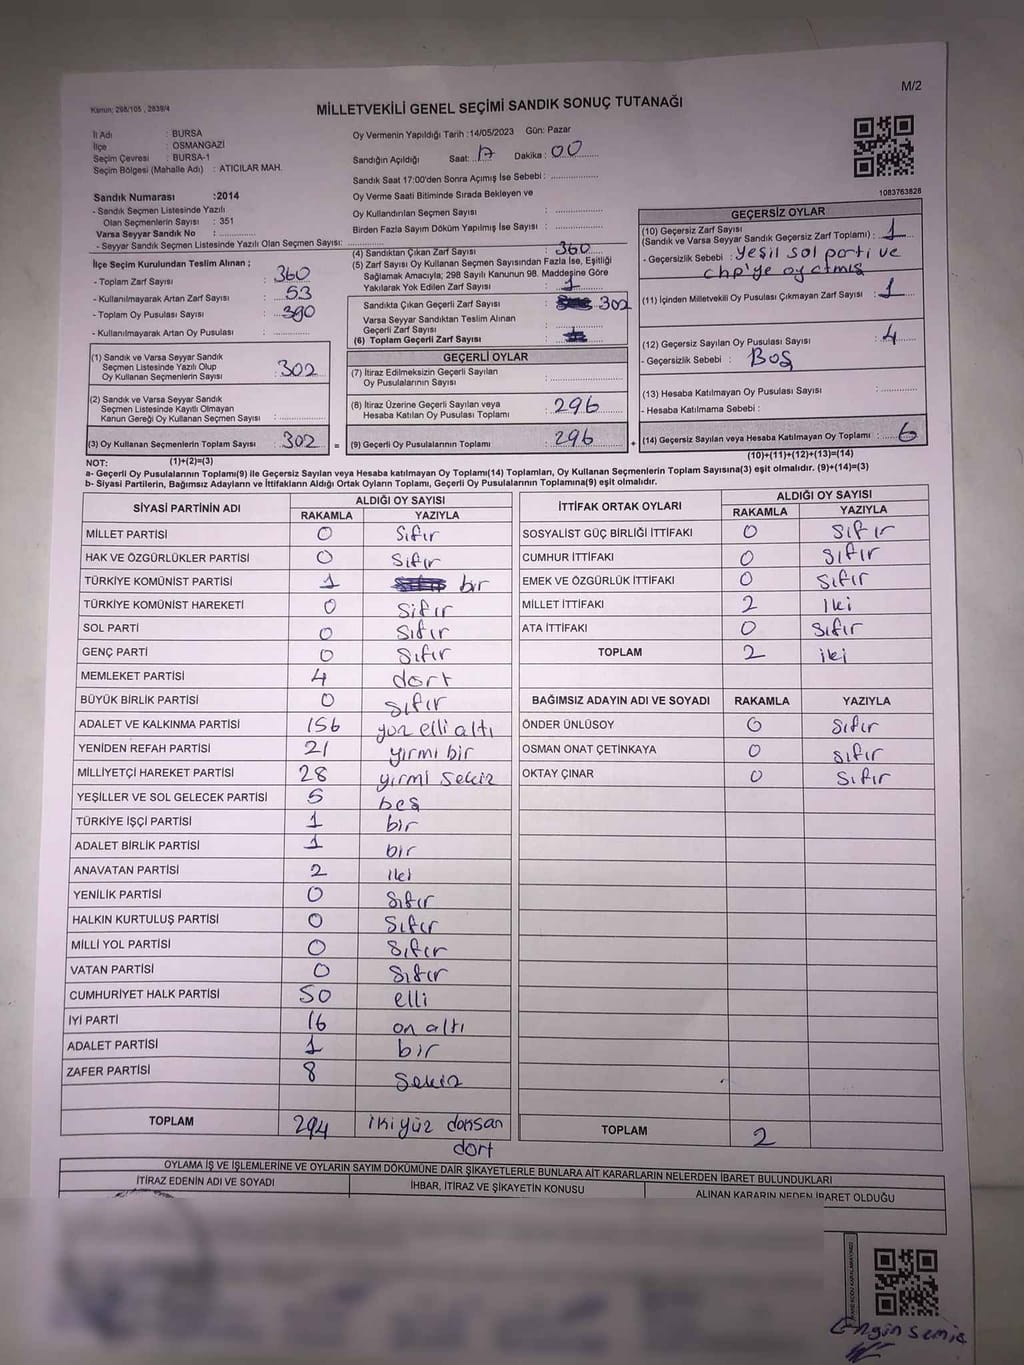 M/2
Kanun: 298/105 , 2839/4
MİLLETVEKİLİ GENEL SEÇİMİ SANDIK SONUÇ TUTANAĞI
İl Adı : BURSA
İlçe : OSMANGAZİ
Seçim Çevresi : BURSA-1
Seçim Bölgesi (Mahalle Adı) : ATICILAR MAH.
Sandık Numarası :2014
- Sandık Seçmen Listesinde Yazılı
Olan Seçmenlerin Sayısı : 351
Varsa Seyyar Sandık No :
- Seyyar Sandık Seçmen Listesinde Yazılı Olan Seçmen Sayısı:
Oy Vermenin Yapıldığı Tarih :14/05/2023 Gün: Pazar
Sandığın Açıldığı Saat: 17 Dakika : 00
Sandık Saat 17:00'den Sonra Açımış İse Sebebi :
Oy Verme Saati Bitiminde Sırada Bekleyen ve
Oy Kullandırılan Seçmen Sayısı :
Birden Fazla Sayım Döküm Yapılmış İse Sayısı :
1083763828
İlçe Seçim Kurulundan Teslim Alınan ;
- Toplam Zarf Sayısı : 360
- Kullanılmayarak Artan Zarf Sayısı : 53
- Toplam Oy Pusulası Sayısı : 390
- Kullanılmayarak Artan Oy Pusulası :
(1) Sandık ve Varsa Seyyar Sandık
Seçmen Listesinde Yazılı Olup
Oy Kullanan Seçmenlerin Sayısı : 302
(2) Sandık ve Varsa Seyyar Sandık
Seçmen Listesinde Kayıtlı Olmayan
Kanun Gereği Oy Kullanan Seçmen Sayısı :
(3) Oy Kullanan Seçmenlerin Toplam Sayısı : 302 =
(1)+(2)=(3)
(4) Sandıktan Çıkan Zarf Sayısı : 360
(5) Zarf Sayısı Oy Kullanan Seçmen Sayısından Fazla İse, Eşitliği
Sağlamak Amacıyla; 298 Sayılı Kanunun 98. Maddesine Göre
Yakılarak Yok Edilen Zarf Sayısı : 1
Sandıkta Çıkan Geçerli Zarf Sayısı : 302
Varsa Seyyar Sandıktan Teslim Alınan
Geçerli Zarf Sayısı :
(6) Toplam Geçerli Zarf Sayısı :
GEÇERLİ OYLAR
(7) İtiraz Edilmeksizin Geçerli Sayılan
Oy Pusulalarının Sayısı :
(8) İtiraz Üzerine Geçerli Sayılan veya
Hesaba Katılan Oy Pusulası Toplamı : 296
(9) Geçerli Oy Pusulalarının Toplamı : 296 +
GEÇERSİZ OYLAR
(10) Geçersiz Zarf Sayısı
(Sandık ve Varsa Seyyar Sandık Geçersiz Zarf Toplamı) : 1
- Geçersizlik Sebebi : Yeşil sol parti ve
chp'ye oy atmış
(11) İçinden Milletvekili Oy Pusulası Çıkmayan Zarf Sayısı : 1
(12) Geçersiz Sayılan Oy Pusulası Sayısı : 4
- Geçersizlik Sebebi : Boş
(13) Hesaba Katılmayan Oy Pusulası Sayısı :
- Hesaba Katılmama Sebebi :
(14) Geçersiz Sayılan veya Hesaba Katılmayan Oy Toplamı : 6
(10)+(11)+(12)+(13)=(14)
NOT:
a- Geçerli Oy Pusulalarının Toplamı(9) ile Geçersiz Sayılan veya Hesaba katılmayan Oy Toplamı(14) Toplamları, Oy Kullanan Seçmenlerin Toplam Sayısına(3) eşit olmalıdır. (9)+(14)=(3)
b- Siyasi Partilerin, Bağımsız Adayların ve İttifakların Aldığı Ortak Oyların Toplamı, Geçerli Oy Pusulalarının Toplamına(9) eşit olmalıdır.
SİYASİ PARTİNİN ADI ALDIĞI OY SAYISI
RAKAMLA YAZIYLA
MİLLET PARTİSİ 0 Sıfır
HAK VE ÖZGÜRLÜKLER PARTİSİ 0 Sıfır
TÜRKİYE KOMÜNİST PARTİSİ 1 bir
TÜRKİYE KOMÜNİST HAREKETİ 0 Sıfır
SOL PARTİ 0 Sıfır
GENÇ PARTİ 0 Sıfır
MEMLEKET PARTİSİ 4 dört
BÜYÜK BİRLİK PARTİSİ 0 Sıfır
ADALET VE KALKINMA PARTİSİ 156 yüz elli altı
YENİDEN REFAH PARTİSİ 21 yirmi bir
MİLLİYETÇİ HAREKET PARTİSİ 28 yirmi sekiz
YEŞİLLER VE SOL GELECEK PARTİSİ 5 beş
TÜRKİYE İŞÇİ PARTİSİ 1 bir
ADALET BİRLİK PARTİSİ 1 bir
ANAVATAN PARTİSİ 2 iki
YENİLİK PARTİSİ 0 Sıfır
HALKIN KURTULUŞ PARTİSİ 0 Sıfır
MİLLİ YOL PARTİSİ 0 Sıfır
VATAN PARTİSİ 0 Sıfır
CUMHURİYET HALK PARTİSİ 50 elli
İYİ PARTİ 16 on altı
ADALET PARTİSİ 1 bir
ZAFER PARTİSİ 8 Sekiz
TOPLAM 294 ikiyüz doksan
dört
İTTİFAK ORTAK OYLARI ALDIĞI OY SAYISI
RAKAMLA YAZIYLA
SOSYALİST GÜÇ BİRLİĞİ İTTİFAKI 0 Sıfır
CUMHUR İTTİFAKI 0 Sıfır
EMEK VE ÖZGÜRLÜK İTTİFAKI 0 Sıfır
MİLLET İTTİFAKI 2 İki
ATA İTTİFAKI 0 Sıfır
TOPLAM 2 iki
BAĞIMSIZ ADAYIN ADI VE SOYADI RAKAMLA YAZIYLA
ÖNDER ÜNLÜSOY 0 Sıfır
OSMAN ONAT ÇETİNKAYA 0 Sıfır
OKTAY ÇINAR 0 Sıfır
TOPLAM 2
OYLAMA İŞ VE İŞLEMLERİNE VE OYLARIN SAYIM DÖKÜMÜNE DAİR ŞİKAYETLERLE BUNLARA AİT KARARLARIN NELERDEN İBARET BULUNDUKLARI
İTİRAZ EDENİN ADI VE SOYADI İHBAR, İTİRAZ VE ŞİKAYETİN KONUSU ALINAN KARARIN NEDEN İBARET OLDUĞU
Engin